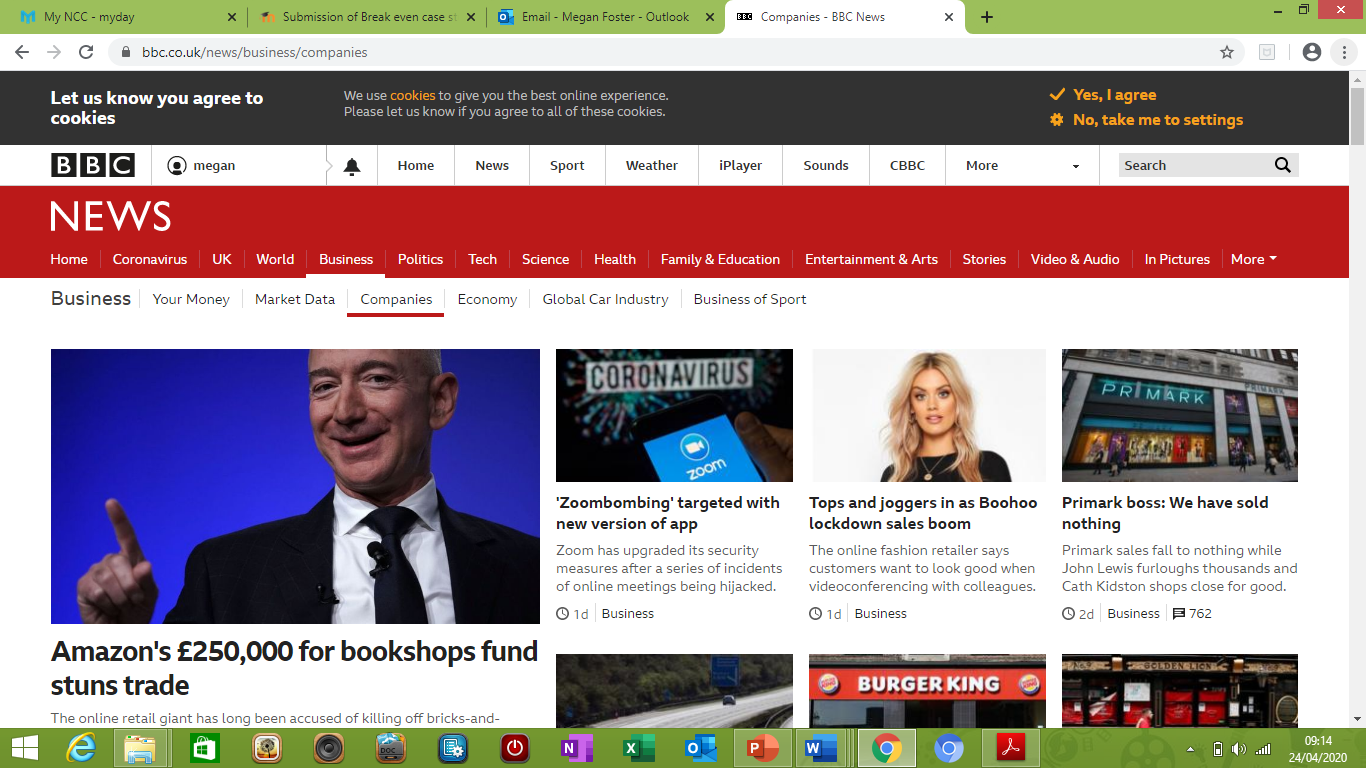 My NCC - myday
Submission of Break even case st
Email - Megan Foster - Outlook
BBC
Companies - BBC News
bbc.co.uk/news/business/companies
Let us know you agree to
cookies
We use cookies to give you the best online experience.
Please let us know if you agree to all of these cookies.
Yes, I agree
No, take me to settings
BBC
megan
Home
News
Sport
Weather
iPlayer
Sounds
CBBC
More
Search
NEWS
Home
Coronavirus
UK
World
Business
Politics
Tech
Science
Health
Family & Education
Entertainment & Arts
Stories
Video & Audio
In Pictures
More
Business
Your Money
Market Data
Companies
Economy
Global Car Industry
Business of Sport
Amazon's £250,000 for bookshops fund
stuns trade
The online retail giant has long been accused of killing off bricks-and-
CORONAVIRUS
zoom
'Zoombombing' targeted with
new version of app
Zoom has upgraded its security
measures after a series of incidents
of online meetings being hijacked.
1d
Business
Tops and joggers in as Boohoo
lockdown sales boom
The online fashion retailer says
customers want to look good when
videoconferencing with colleagues.
1d
Business
PRIMARK
PRIMARK
Primark boss: We have sold
nothing
Primark sales fall to nothing while
John Lewis furloughs thousands and
Cath Kidston shops close for good.
2d
Business
762
BURGER KING
GOLDEN LION
DOC
09:14
24/04/2020